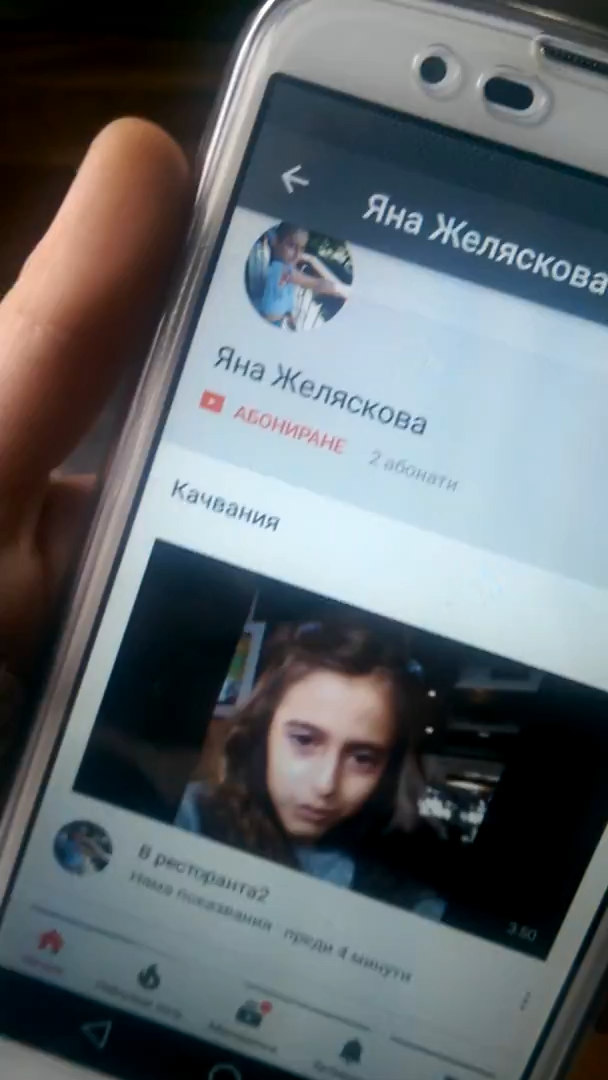 Яна Желяскова
Яна Желяскова
АБОНИРАНЕ 2 абонати
Качвания
3:50
В ресторанта2
Няма показвания · преди 4 минути